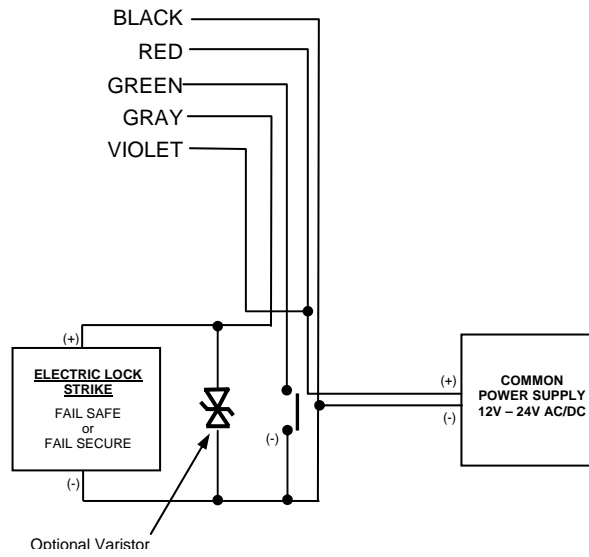 BLACK
RED
GREEN
GRAY
VIOLET
(+)
ELECTRIC LOCK
STRIKE
FAIL SAFE
or
FAIL SECURE
(-)
(-)
(+)
(-)
COMMON
POWER SUPPLY
12V – 24V AC/DC
Optional Varistor